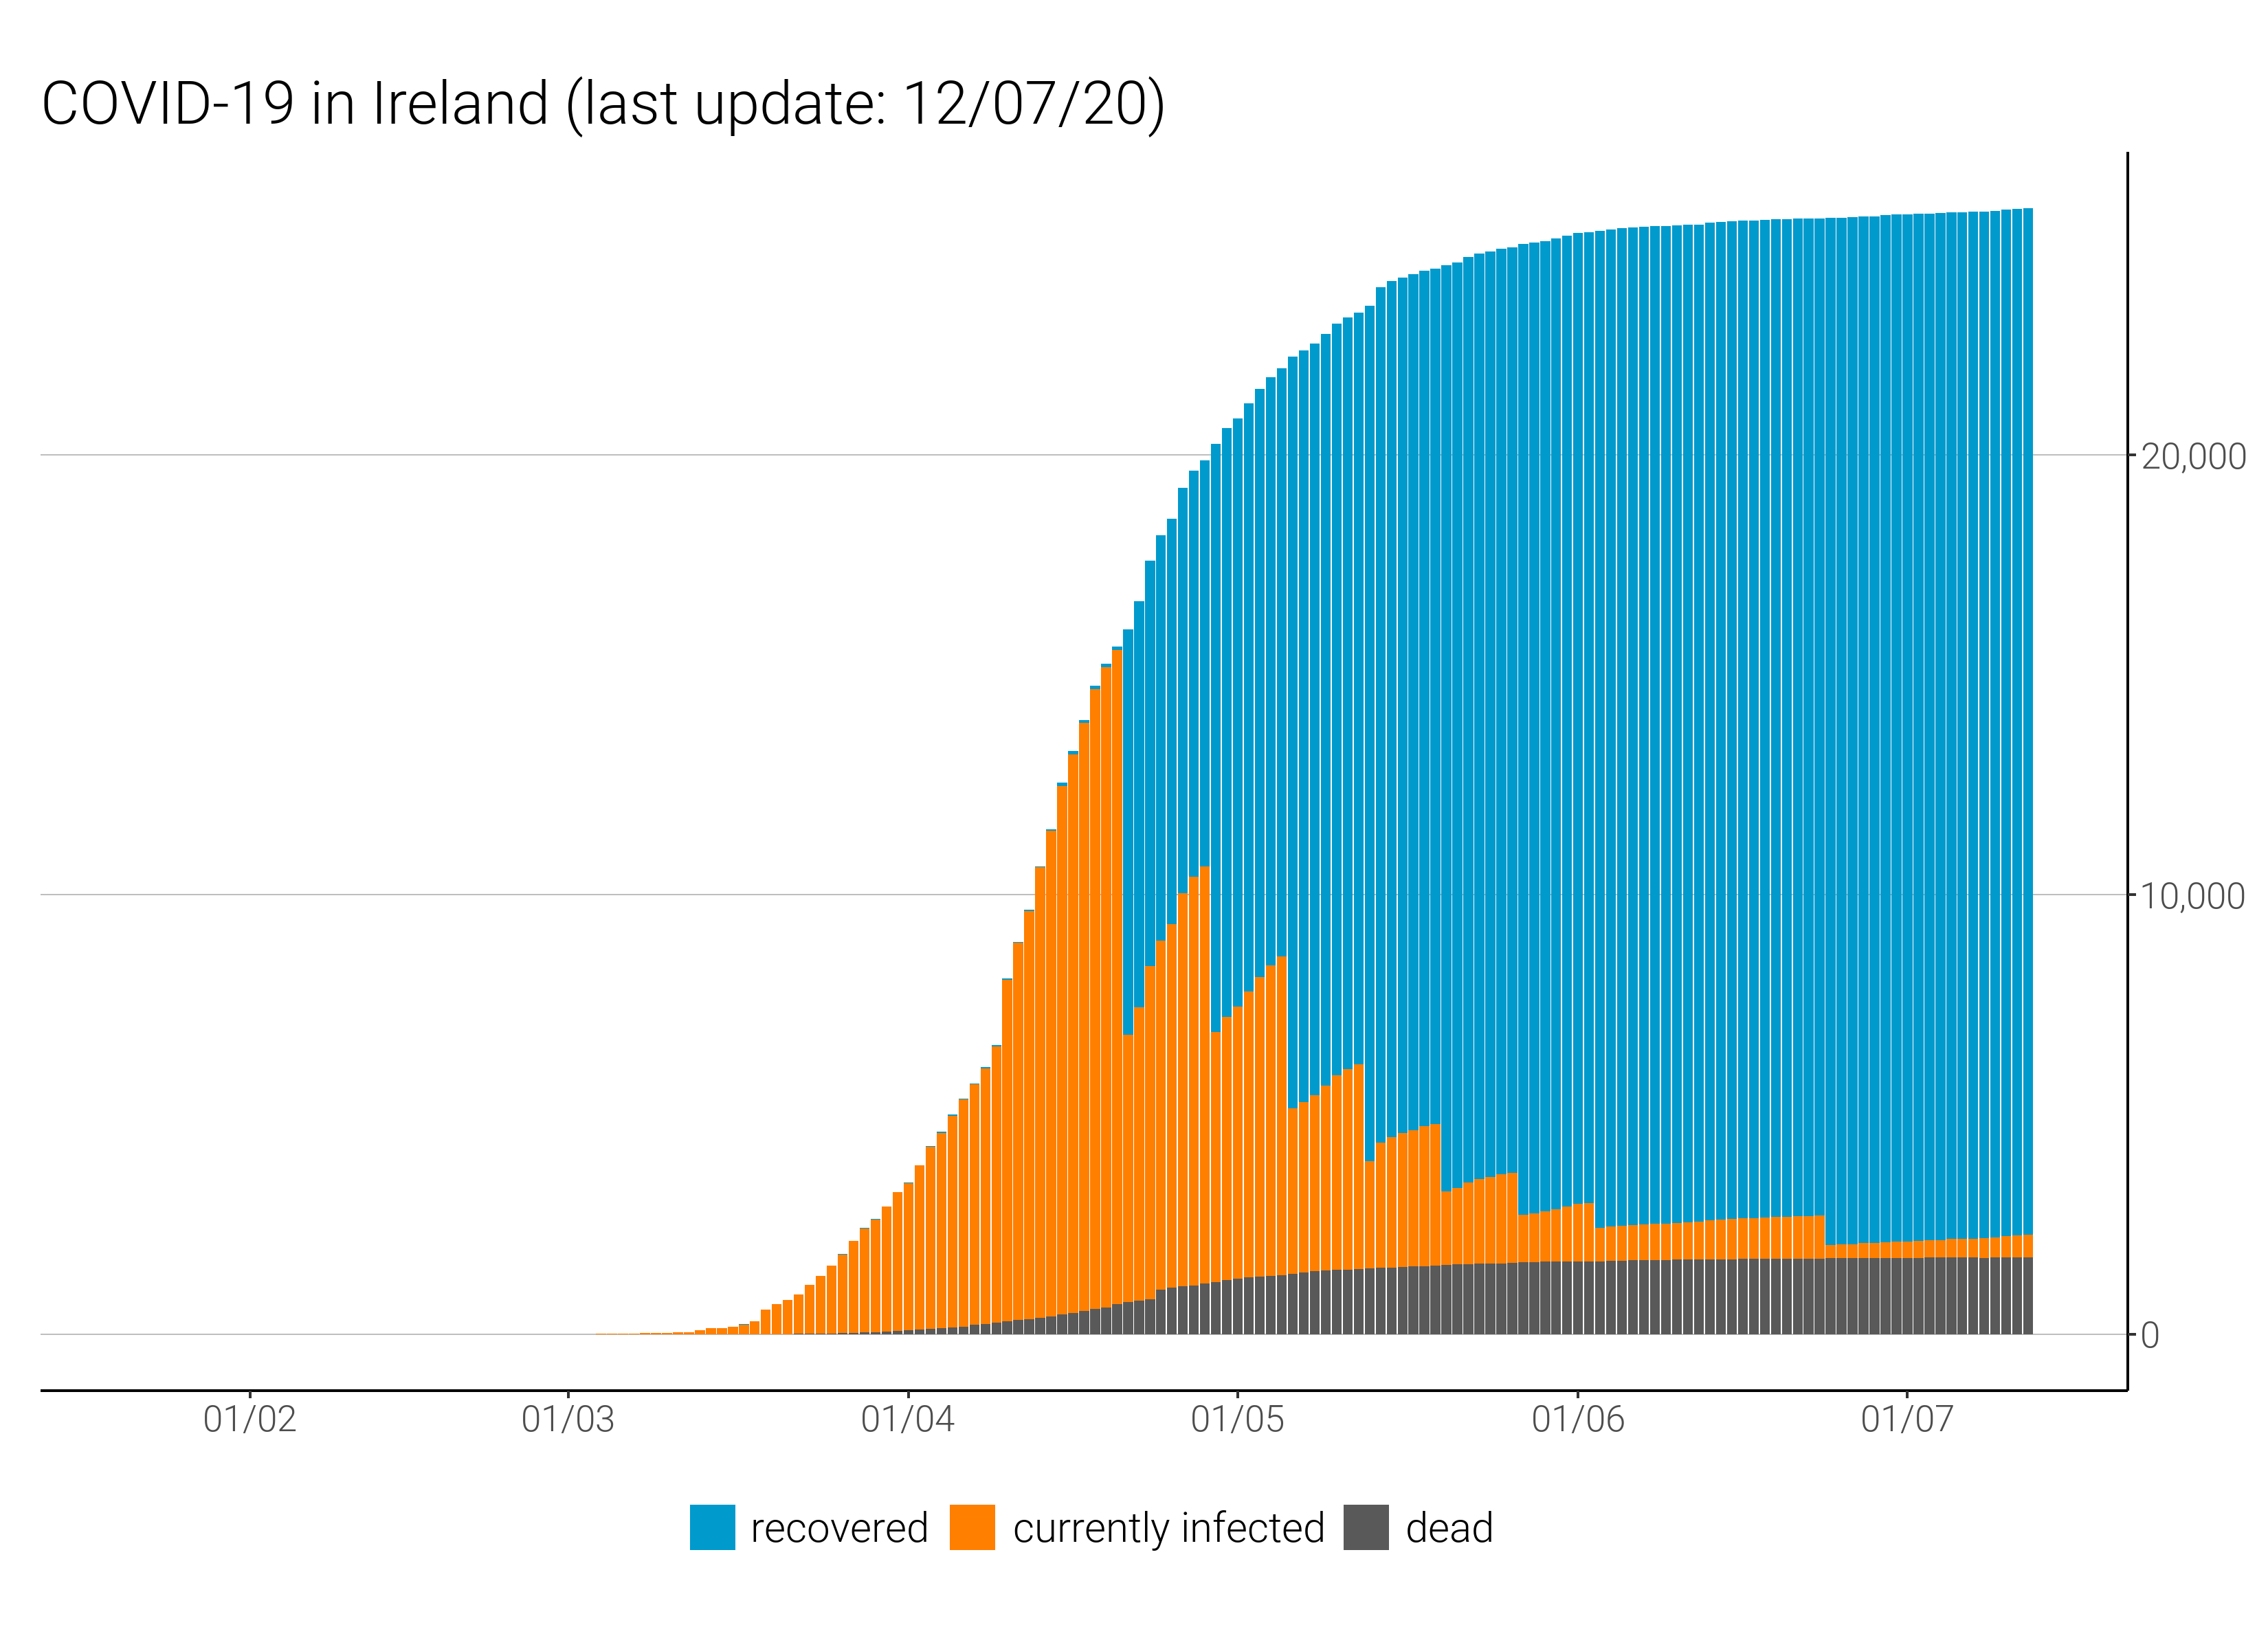 COVID-19 in Ireland (last update: 12/07/20)
20,000
10,000
0
01/02 01/03 01/04 01/05 01/06 01/07
recovered currently infected dead